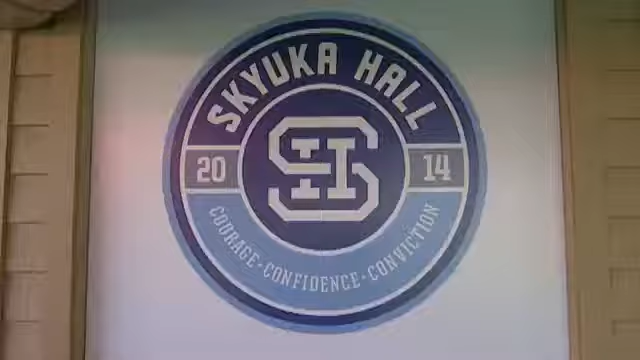 SKYUKA HALL
SH
20 14
COURAGE · CONFIDENCE · CONVICTION